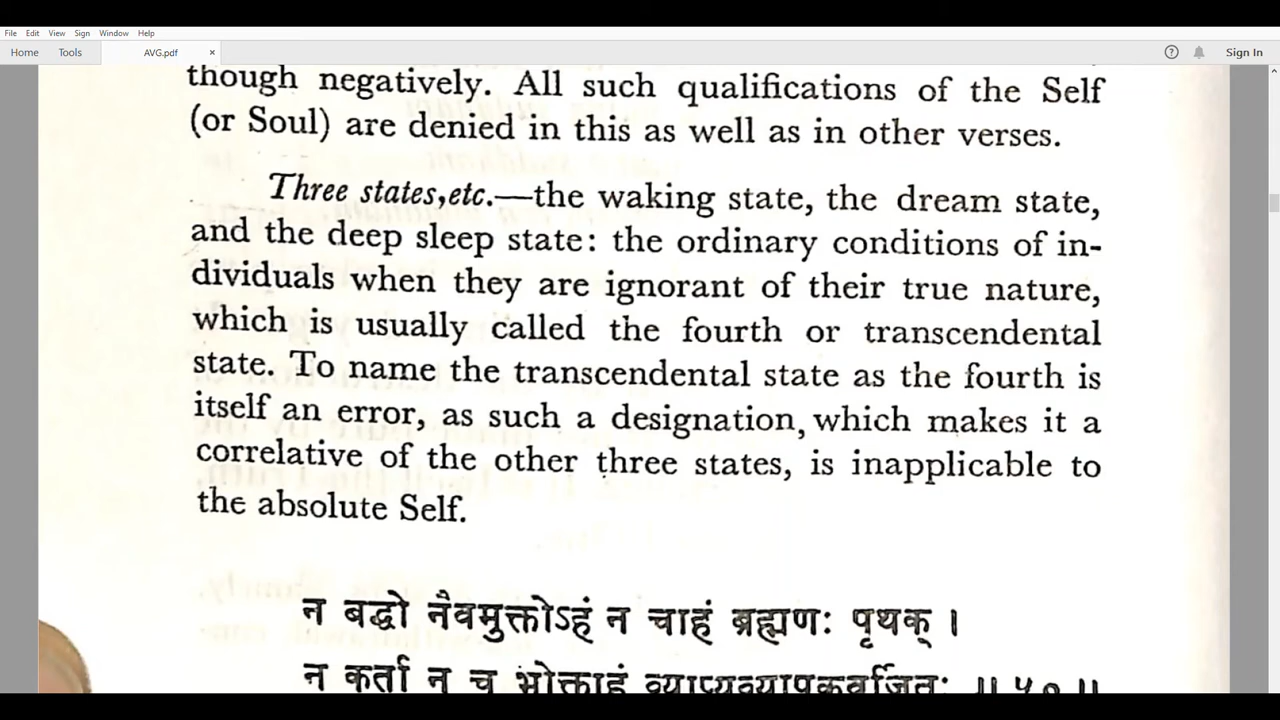 File Edit View Sign Window Help
Home Tools AVG.pdf × ? Sign In
though negatively. All such qualifications of the Self
(or Soul) are denied in this as well as in other verses.
Three states, etc.—the waking state, the dream state,
and the deep sleep state: the ordinary conditions of in-
dividuals when they are ignorant of their true nature,
which is usually called the fourth or transcendental
state. To name the transcendental state as the fourth is
itself an error, as such a designation, which makes it a
correlative of the other three states, is inapplicable to
the absolute Self.
न बद्धो नैवमुक्तोऽहं न चाहं ब्रह्मणः पृथक् ।
न कर्ता न च भोक्ताहं व्याप्यव्यापकवर्जितः ॥ ५० ॥